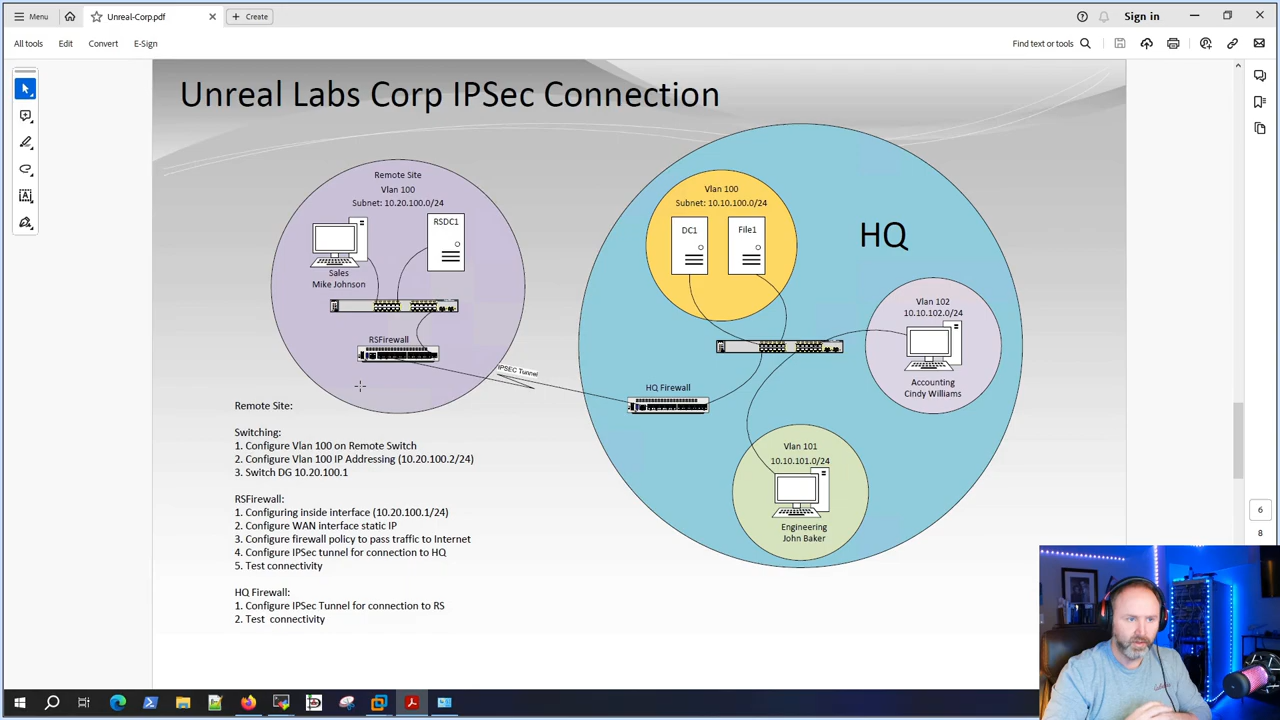 Menu
Unreal-Corp.pdf
Create
Sign in
All tools
Edit
Convert
E-Sign
Find text or tools
Unreal Labs Corp IPSec Connection
Remote Site
Vlan 100
Subnet: 10.20.100.0/24
RSDC1
Sales
Mike Johnson
RSFirewall
IPSEC Tunnel
HQ
Vlan 100
Subnet: 10.10.100.0/24
DC1
File1
Vlan 102
10.10.102.0/24
Accounting
Cindy Williams
HQ Firewall
Vlan 101
10.10.101.0/24
Engineering
John Baker
Remote Site:
Switching:
1. Configure Vlan 100 on Remote Switch
2. Configure Vlan 100 IP Addressing (10.20.100.2/24)
3. Switch DG 10.20.100.1
RSFirewall:
1. Configuring inside interface (10.20.100.1/24)
2. Configure WAN interface static IP
3. Configure firewall policy to pass traffic to Internet
4. Configure IPSec tunnel for connection to HQ
5. Test connectivity
HQ Firewall:
1. Configure IPSec Tunnel for connection to RS
2. Test  connectivity
6
8